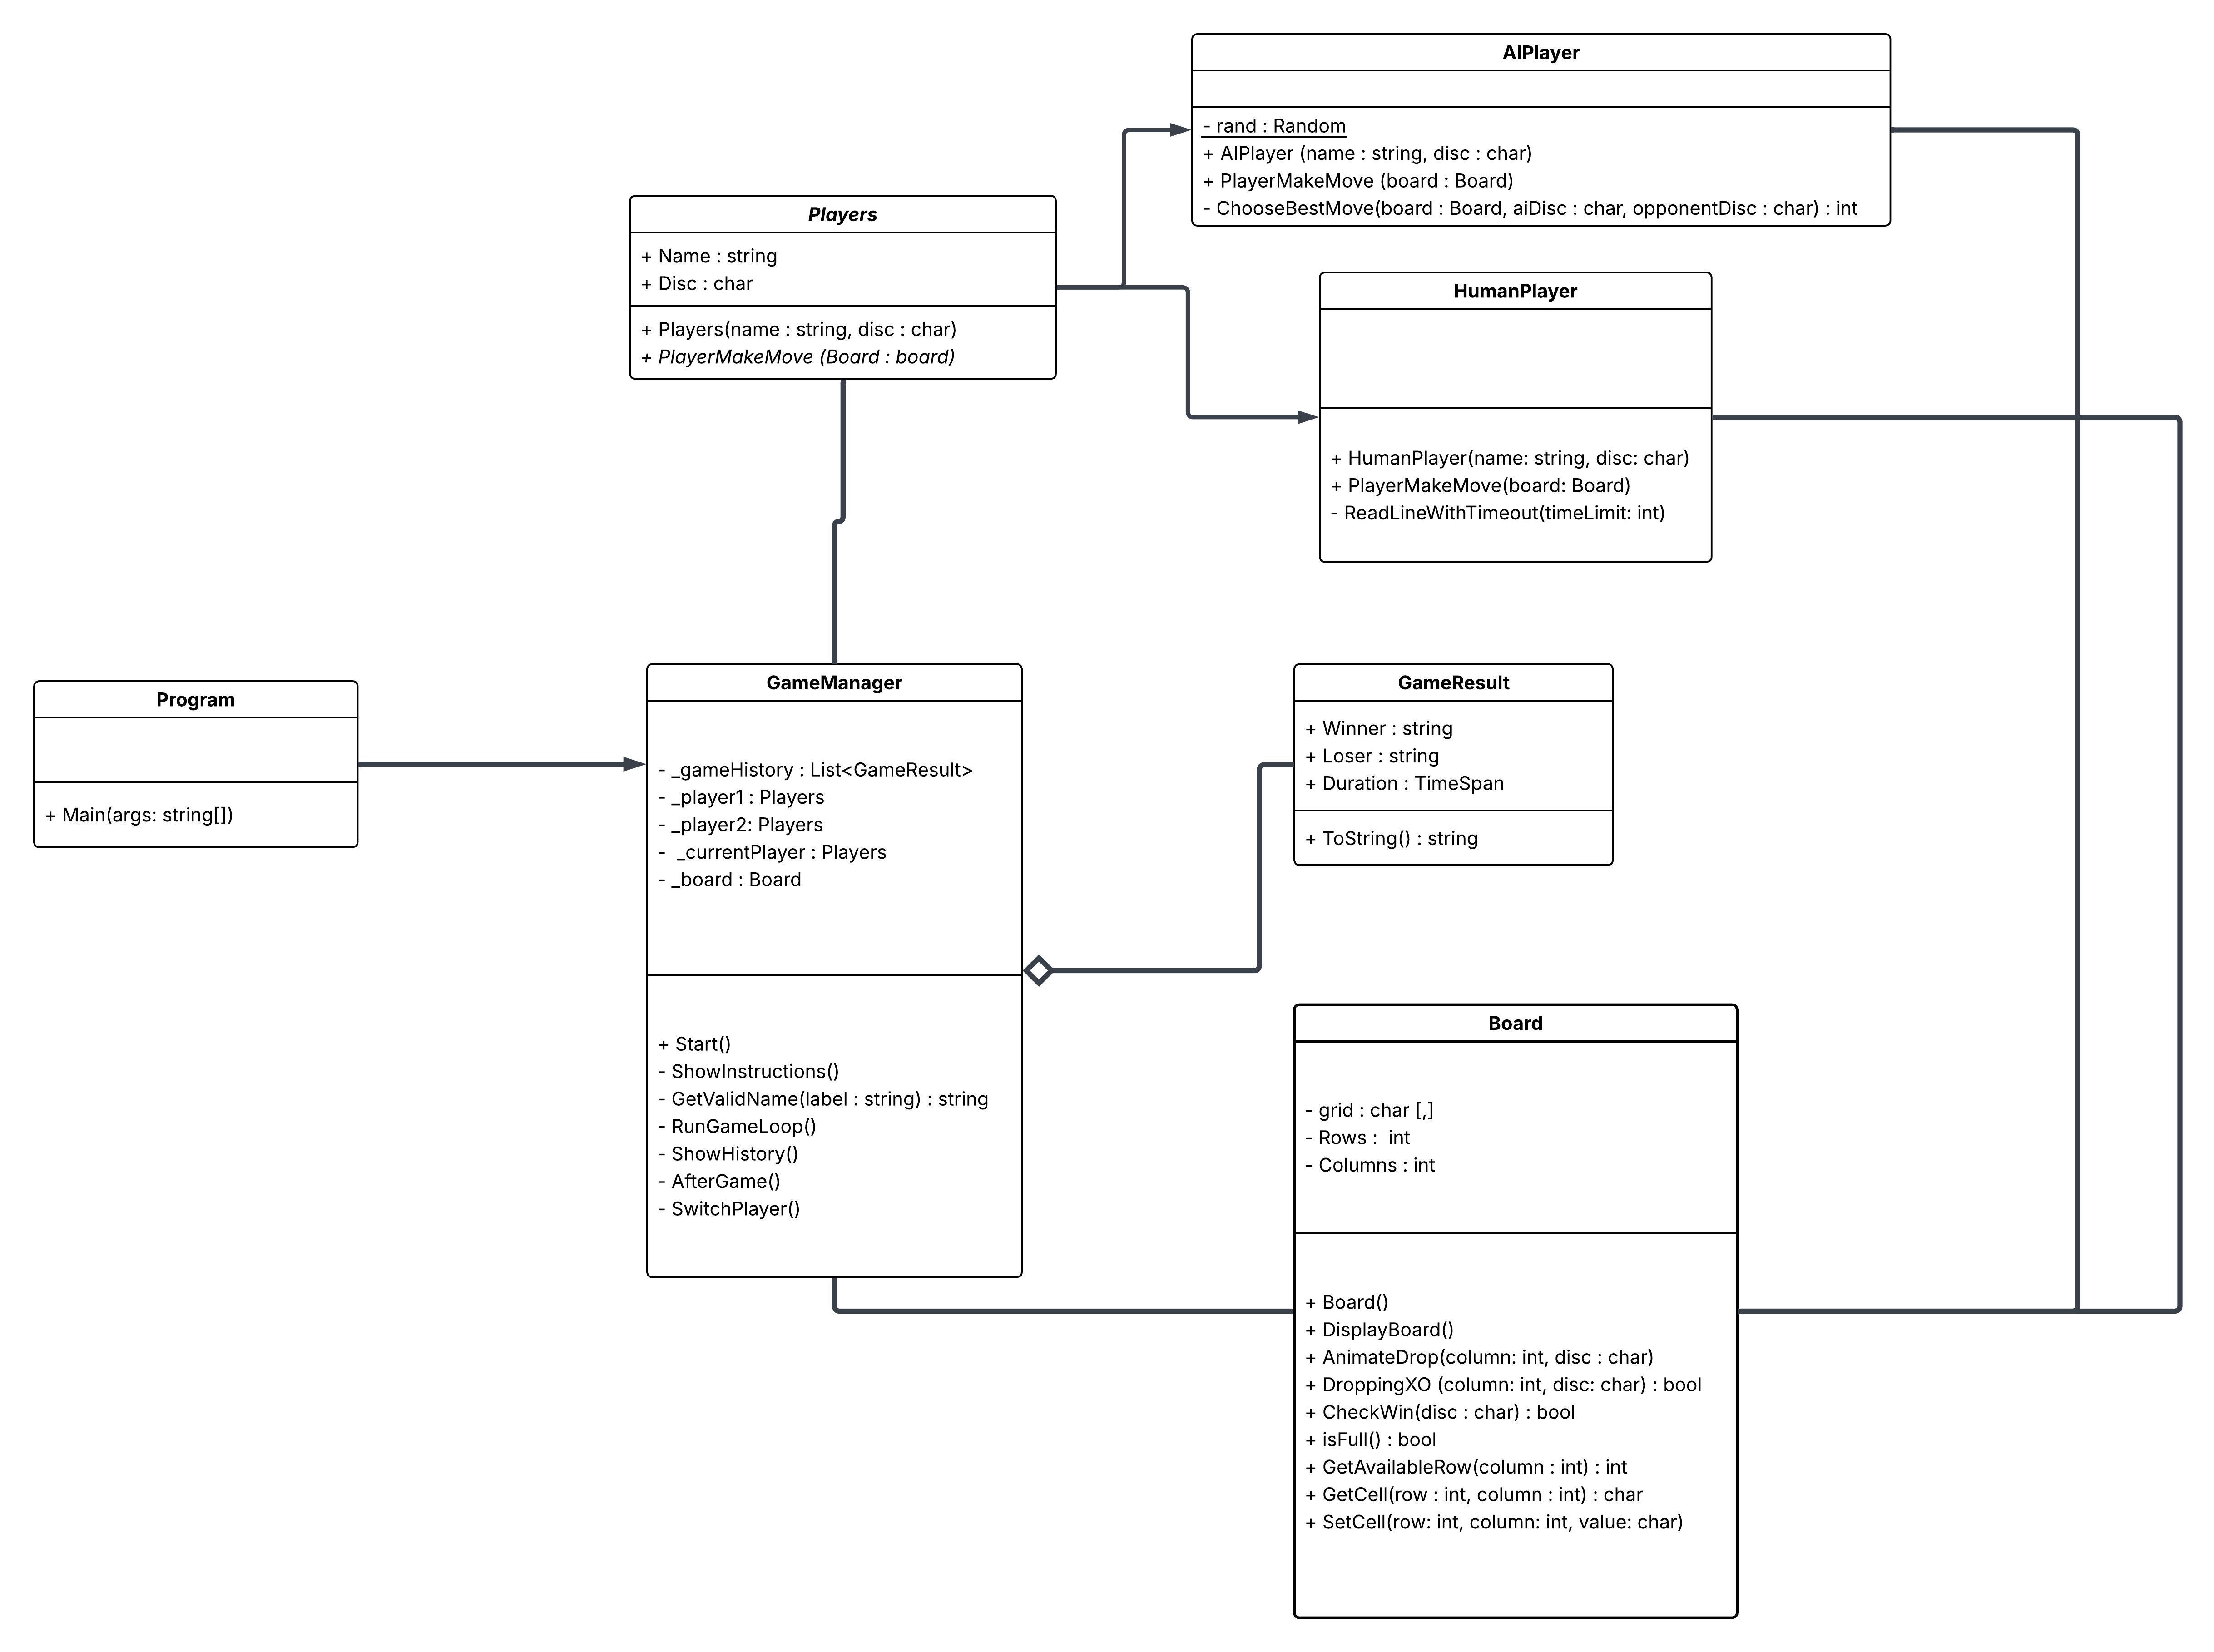 AIPlayer
- rand : Random
+ AIPlayer (name : string, disc : char)
+ PlayerMakeMove (board : Board)
- ChooseBestMove(board : Board, aiDisc : char, opponentDisc : char) : int
Players
+ Name : string
+ Disc : char
+ Players(name : string, disc : char)
+ PlayerMakeMove (Board : board)
HumanPlayer
+ HumanPlayer(name: string, disc: char)
+ PlayerMakeMove(board: Board)
- ReadLineWithTimeout(timeLimit: int)
Program
+ Main(args: string[])
GameManager
- _gameHistory : List<GameResult>
- _player1 : Players
- _player2: Players
-  _currentPlayer : Players
- _board : Board
+ Start()
- ShowInstructions()
- GetValidName(label : string) : string
- RunGameLoop()
- ShowHistory()
- AfterGame()
- SwitchPlayer()
GameResult
+ Winner : string
+ Loser : string
+ Duration : TimeSpan
+ ToString() : string
Board
- grid : char [,]
- Rows :  int
- Columns : int
+ Board()
+ DisplayBoard()
+ AnimateDrop(column: int, disc : char)
+ DroppingXO (column: int, disc: char) : bool
+ CheckWin(disc : char) : bool
+ isFull() : bool
+ GetAvailableRow(column : int) : int
+ GetCell(row : int, column : int) : char
+ SetCell(row: int, column: int, value: char)